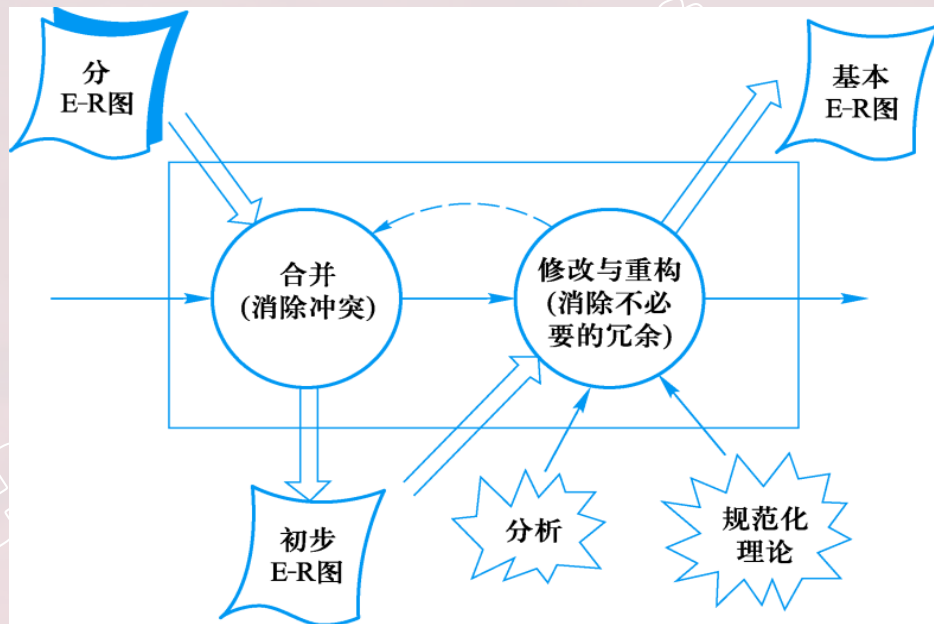 分
E-R图
基本
E-R图
合并
(消除冲突)
修改与重构
(消除不必
要的冗余)
初步
E-R图
分析
规范化
理论